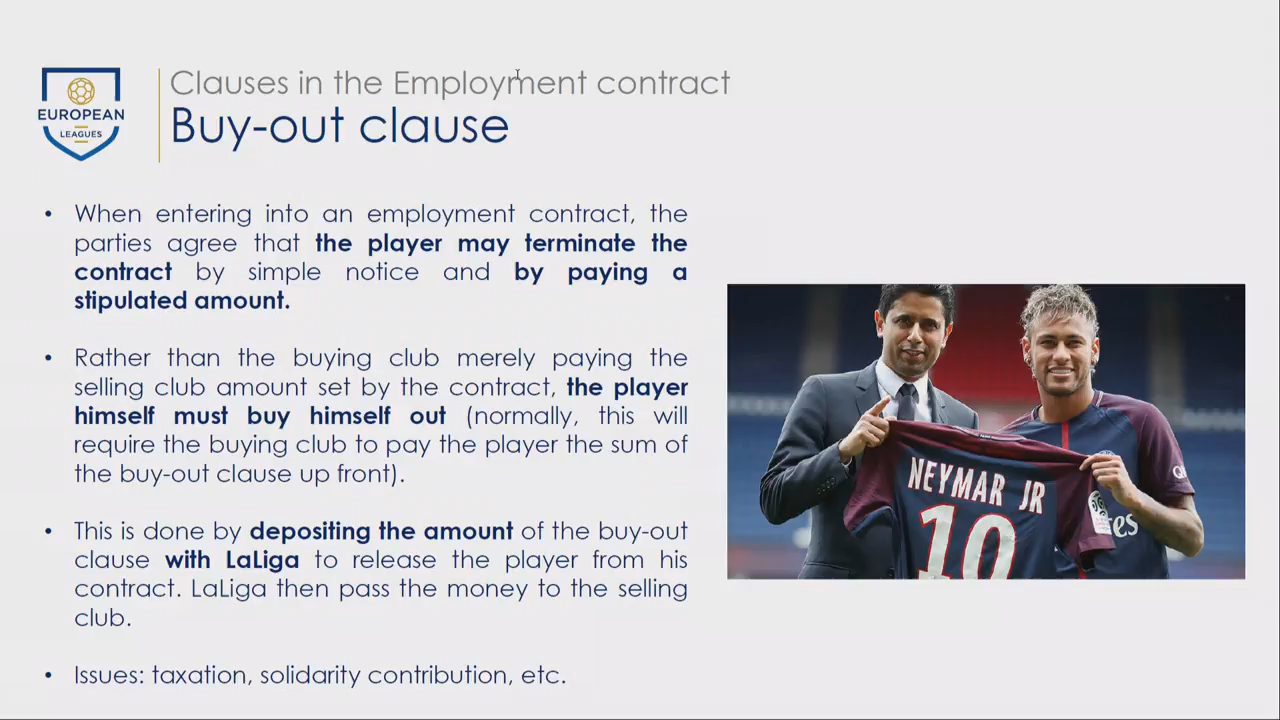 Clauses in the Employment contract
EUROPEAN
LEAGUES
Buy-out clause
• When entering into an employment contract, the
parties agree that the player may terminate the
contract by simple notice and by paying a
stipulated amount.
• Rather than the buying club merely paying the
selling club amount set by the contract, the player
himself must buy himself out (normally, this will
require the buying club to pay the player the sum of
the buy-out clause up front).
• This is done by depositing the amount of the buy-out
clause with LaLiga to release the player from his
contract. LaLiga then pass the money to the selling
club.
• Issues: taxation, solidarity contribution, etc.
NEYMAR JR
10